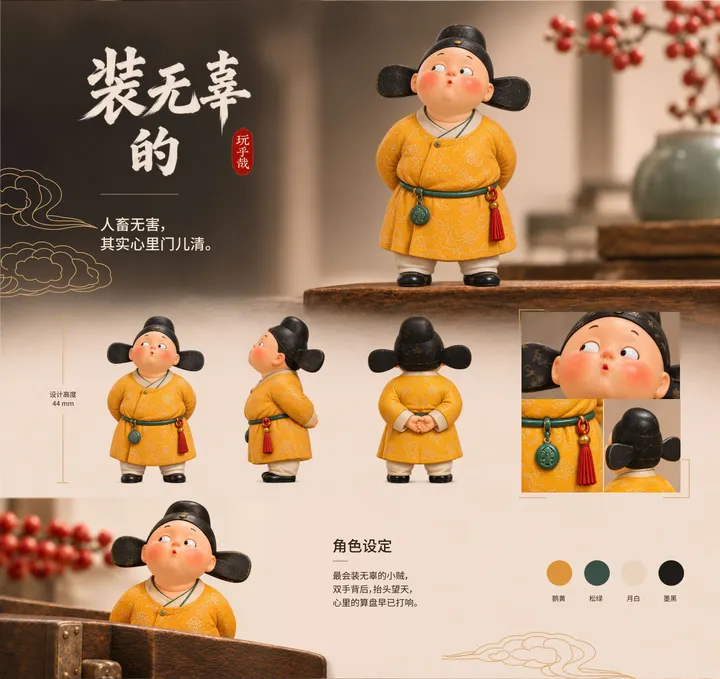 装无辜
的
玩乎哉
人畜无害，
其实心里门儿清。
设计高度
44 mm
角色设定
最会装无辜的小贼，
双手背后，抬头望天，
心里的算盘早已打响。
鹅黄
松绿
月白
墨黑